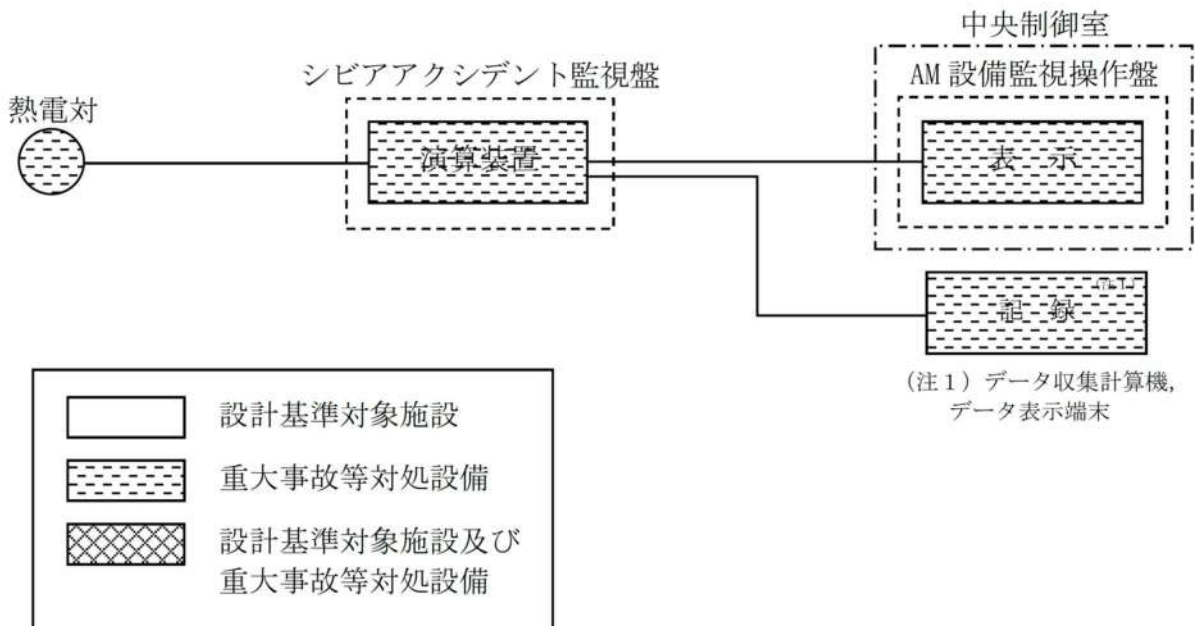 中央制御室
シビアアクシデント監視盤
AM 設備監視操作盤
熱電対
演算装置
表 示
(注1)
記 録
(注1)データ収集計算機,
データ表示端末
設計基準対象施設
重大事故等対処設備
設計基準対象施設及び
重大事故等対処設備